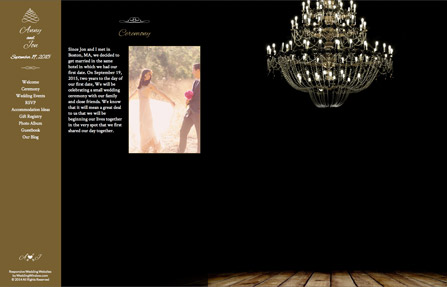 Anny
and
Jon
September 19, 2015
Welcome
Ceremony
Wedding Events
RSVP
Accommodation Ideas
Gift Registry
Photo Album
Guestbook
Our Blog
A J
Responsive Wedding Websites
by WeddingWindow.com
© 2014 All Rights Reserved
Ceremony
Since Jon and I met in
Boston, MA, we decided to
get married in the same
hotel in which we had our
first date. On September 19,
2015, two years to the day of
our first date, We will be
celebrating a small wedding
ceremony with our family
and close friends. We know
that it will mean a great deal
to us that we will be
beginning our lives together
in the very spot that we first
shared our day together.